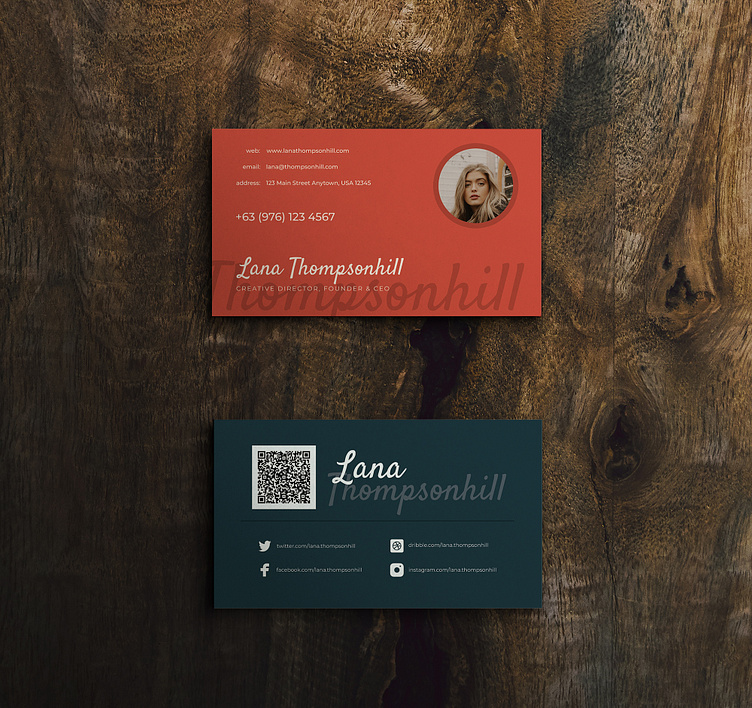 web: www.lanathompsonhill.com
email: lana@thompsonhill.com
address: 123 Main Street Anytown, USA 12345
+63 (976) 123 4567
Lana Thompsonhill
Thompsonhill
CREATIVE DIRECTOR, FOUNDER & CEO
Lana
Thompsonhill
twitter.com/lana.thompsonhill
dribble.com/lana.thompsonhill
facebook.com/lana.thompsonhill
instagram.com/lana.thompsonhill